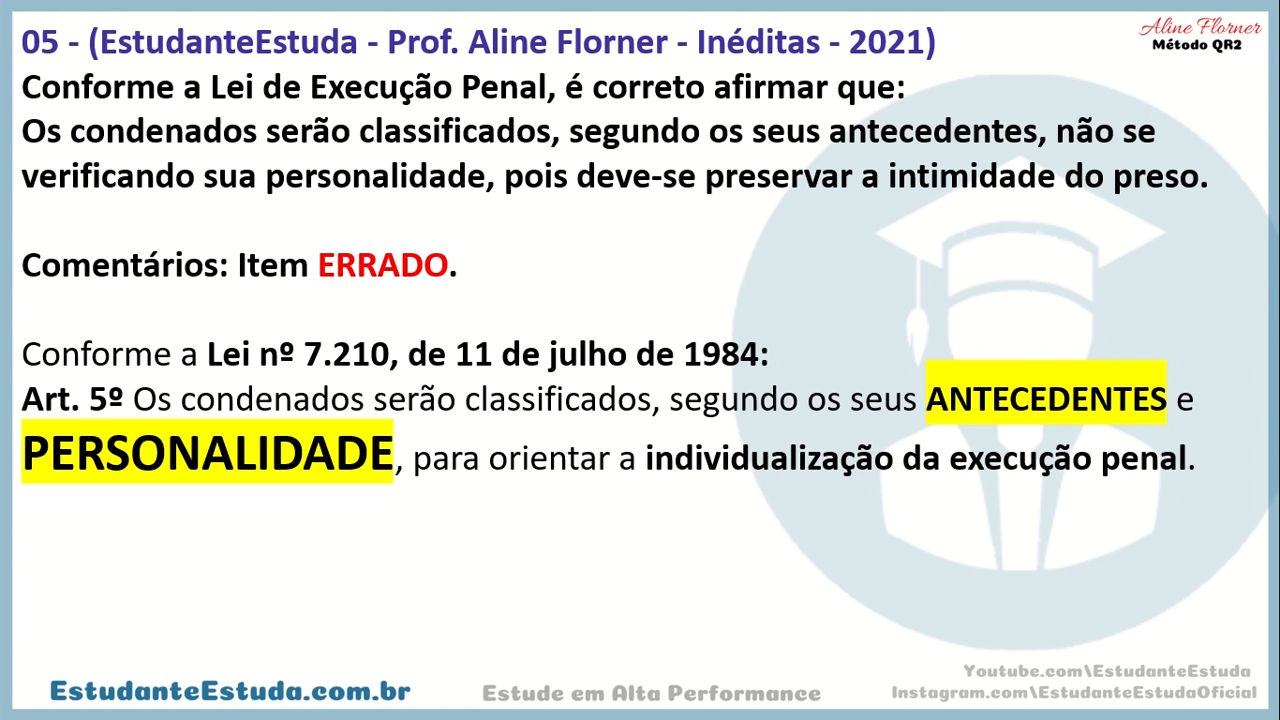 05 - (EstudanteEstuda - Prof. Aline Florner - Inéditas - 2021)
Aline Florner
Método QR2
Conforme a Lei de Execução Penal, é correto afirmar que:
Os condenados serão classificados, segundo os seus antecedentes, não se
verificando sua personalidade, pois deve-se preservar a intimidade do preso.
Comentários: Item ERRADO.
Conforme a Lei nº 7.210, de 11 de julho de 1984:
Art. 5º Os condenados serão classificados, segundo os seus ANTECEDENTES e
PERSONALIDADE, para orientar a individualização da execução penal.
Youtube.com\EstudanteEstuda
EstudanteEstuda.com.br
Estude em Alta Performance
Instagram.com\EstudanteEstudaOficial